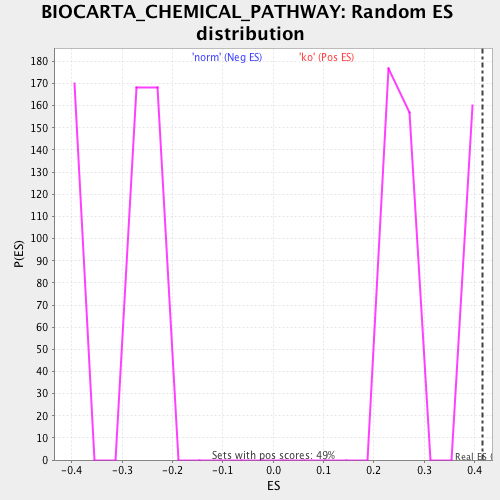 BIOCARTA_CHEMICAL_PATHWAY: Random ES
distribution
'norm' (Neg ES) 'ko' (Pos ES)
180
170
160
150
140
130
120
110
100
90
80
70
60
50
40
30
20
10
0
P(ES)
Sets with pos scores: 49%
Real ES (
-0.4 -0.3 -0.2 -0.1 0.0 0.1 0.2 0.3 0.4
ES